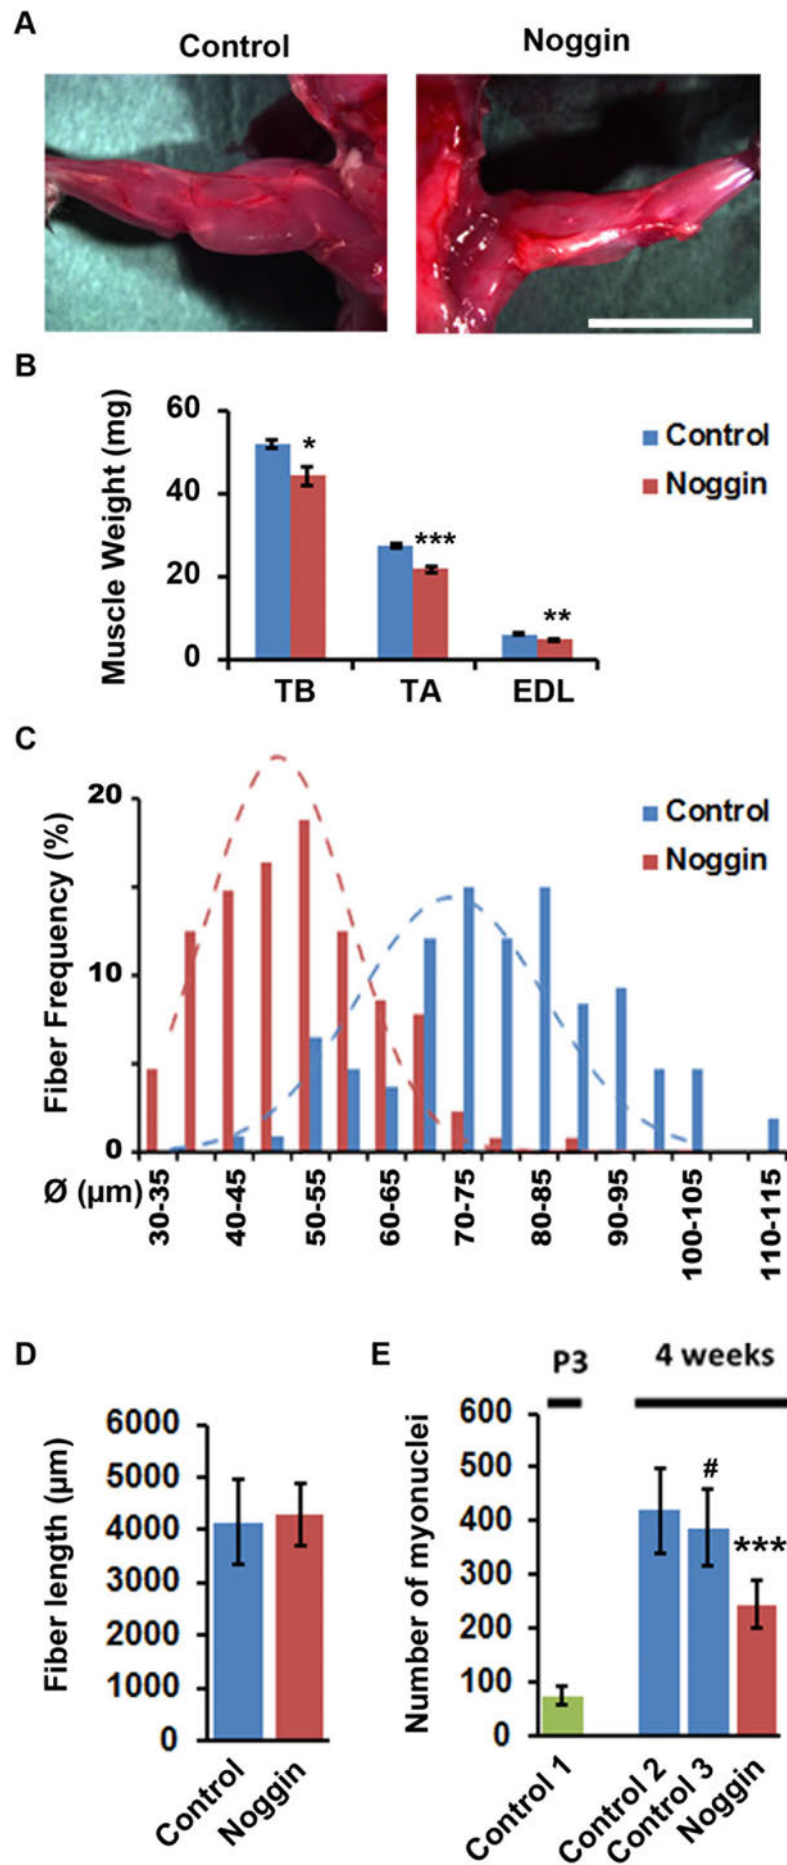 A
Control
Noggin
B
Muscle Weight (mg)
60
40
20
0
*
***
**
TB
TA
EDL
Control
Noggin
C
Fiber Frequency (%)
20
10
0
Control
Noggin
Ø (µm)
30-35
40-45
50-55
60-65
70-75
80-85
90-95
100-105
110-115
D
Fiber length (µm)
6000
5000
4000
3000
2000
1000
0
Control
Noggin
E
P3
4 weeks
Number of myonuclei
600
500
400
300
200
100
0
#
***
Control 1
Control 2
Control 3
Noggin